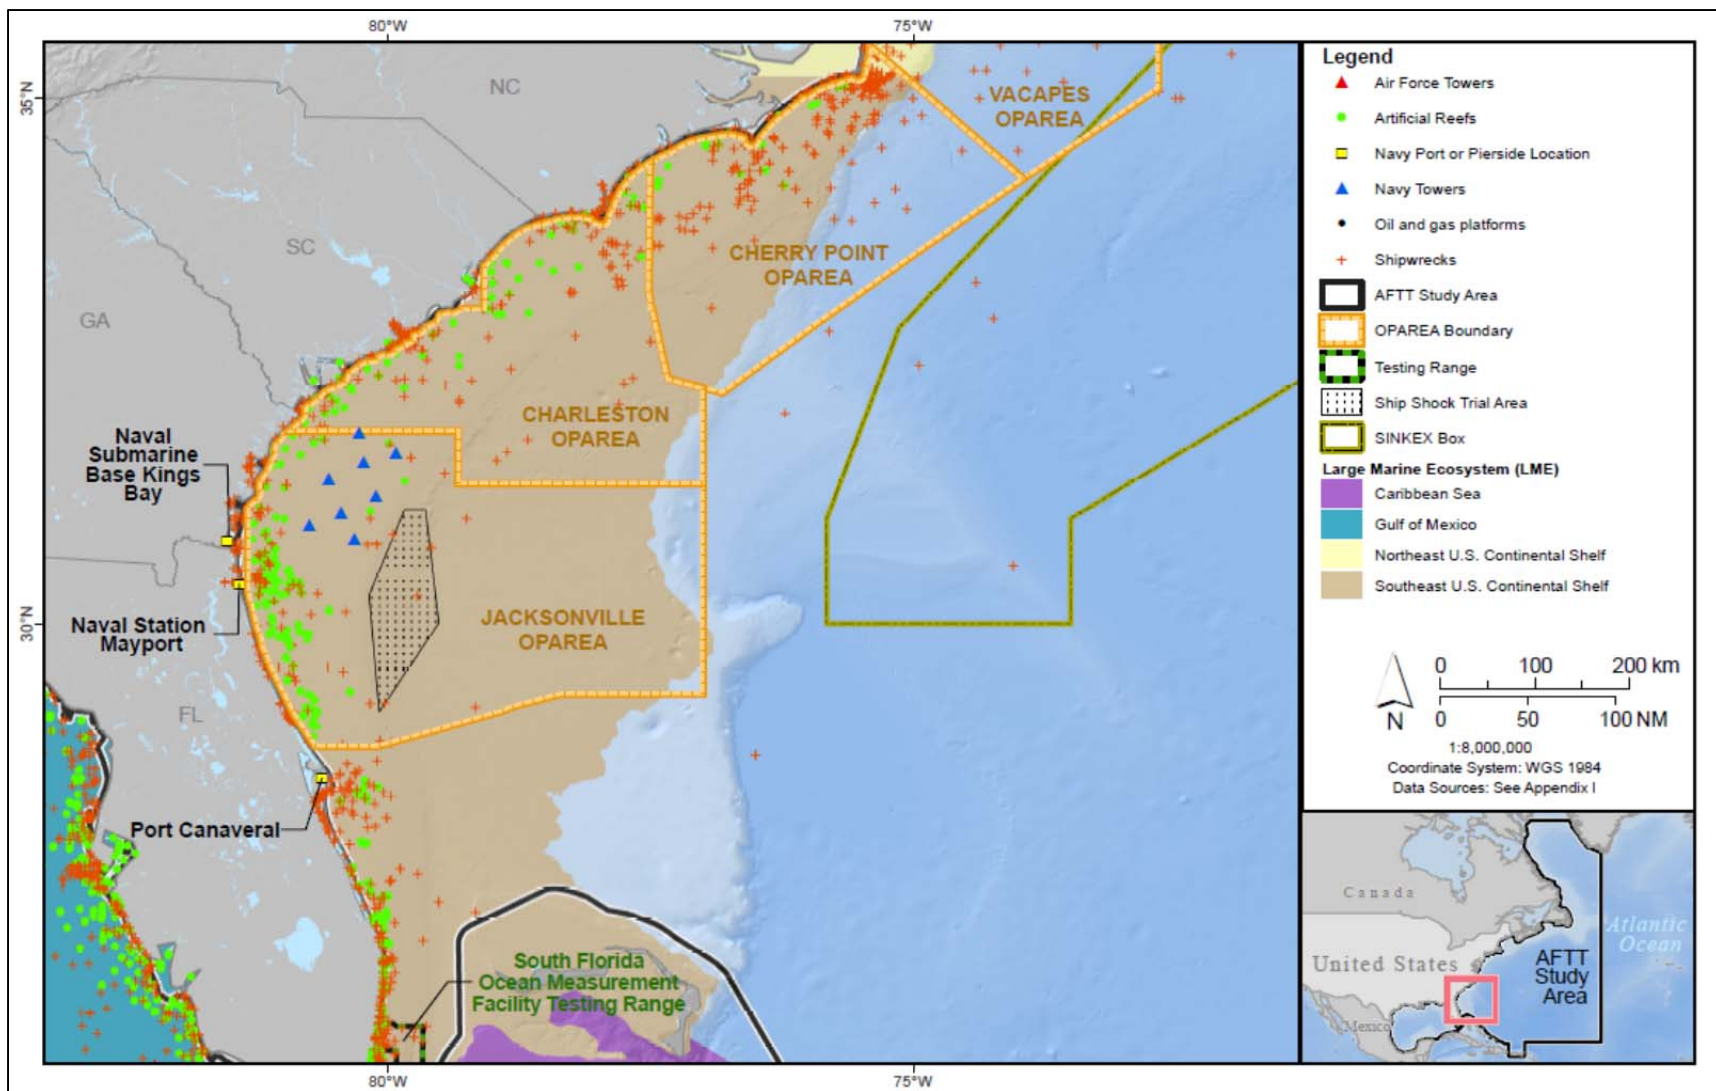 80°W
75°W
35°N
30°N
NC
SC
GA
FL
VACAPES
OPAREA
CHERRY POINT
OPAREA
CHARLESTON
OPAREA
JACKSONVILLE
OPAREA
Naval
Submarine
Base Kings
Bay
Naval Station
Mayport
Port Canaveral
South Florida
Ocean Measurement
Facility Testing Range
80°W
75°W
Legend
Air Force Towers
Artificial Reefs
Navy Port or Pierside Location
Navy Towers
Oil and gas platforms
Shipwrecks
AFTT Study Area
OPAREA Boundary
Testing Range
Ship Shock Trial Area
SINKEX Box
Large Marine Ecosystem (LME)
Caribbean Sea
Gulf of Mexico
Northeast U.S. Continental Shelf
Southeast U.S. Continental Shelf
N
0 100 200 km
0 50 100 NM
1:8,000,000
Coordinate System: WGS 1984
Data Sources: See Appendix I
Canada
United States
Mexico
Atlantic
Ocean
AFTT
Study
Area